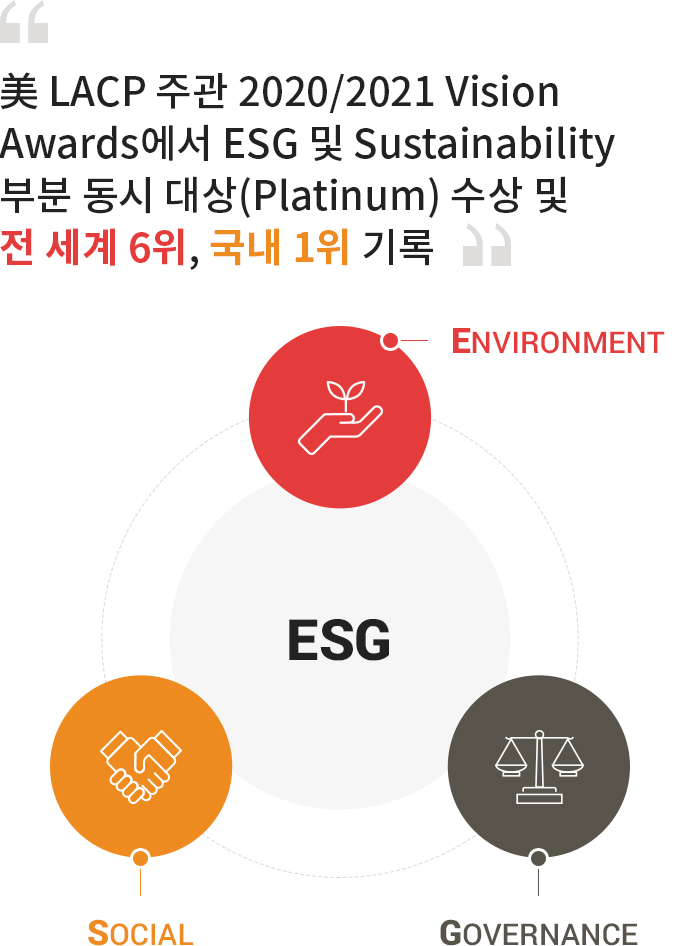 “
美 LACP 주관 2020/2021 Vision
Awards에서 ESG 및 Sustainability
부분 동시 대상(Platinum) 수상 및
전 세계 6위, 국내 1위 기록 ”
ENVIRONMENT
ESG
SOCIAL
GOVERNANCE